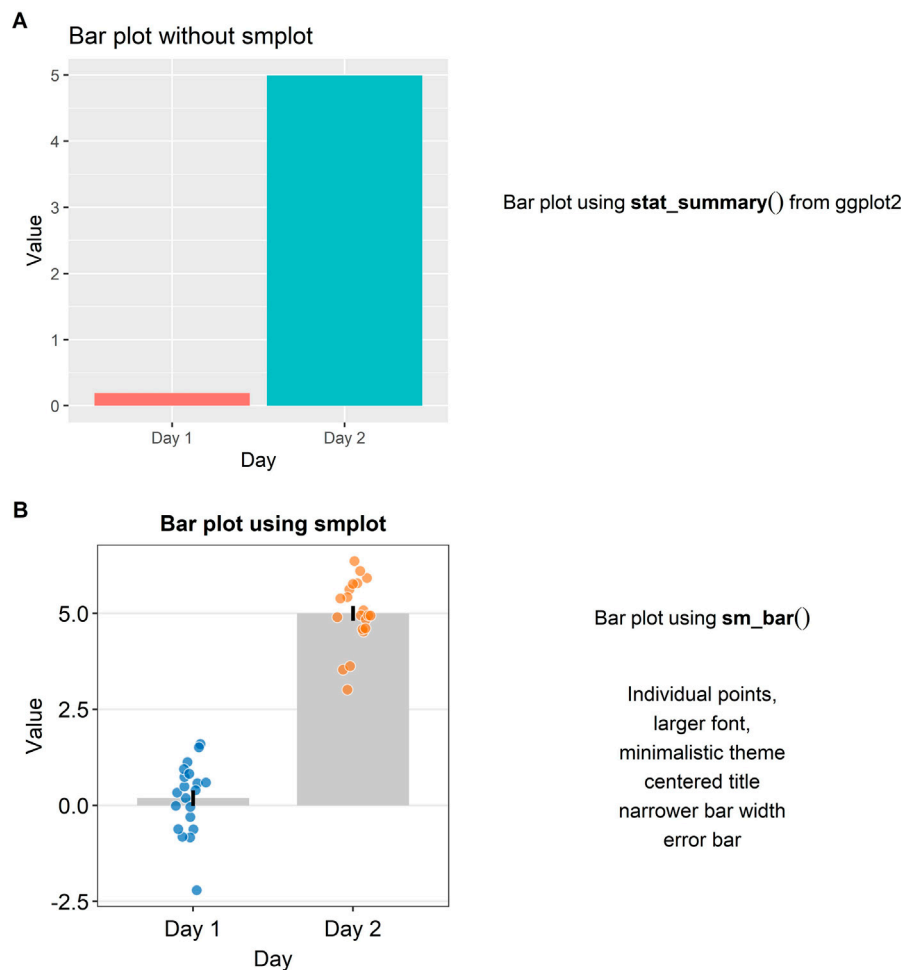 A
Bar plot without smplot
5
4
3
2
1
0
Value
Day 1
Day 2
Day
Bar plot using stat_summary() from ggplot2
B
Bar plot using smplot
5.0
2.5
0.0
-2.5
Value
Day 1
Day 2
Day
Bar plot using sm_bar()
Individual points,
larger font,
minimalistic theme
centered title
narrower bar width
error bar